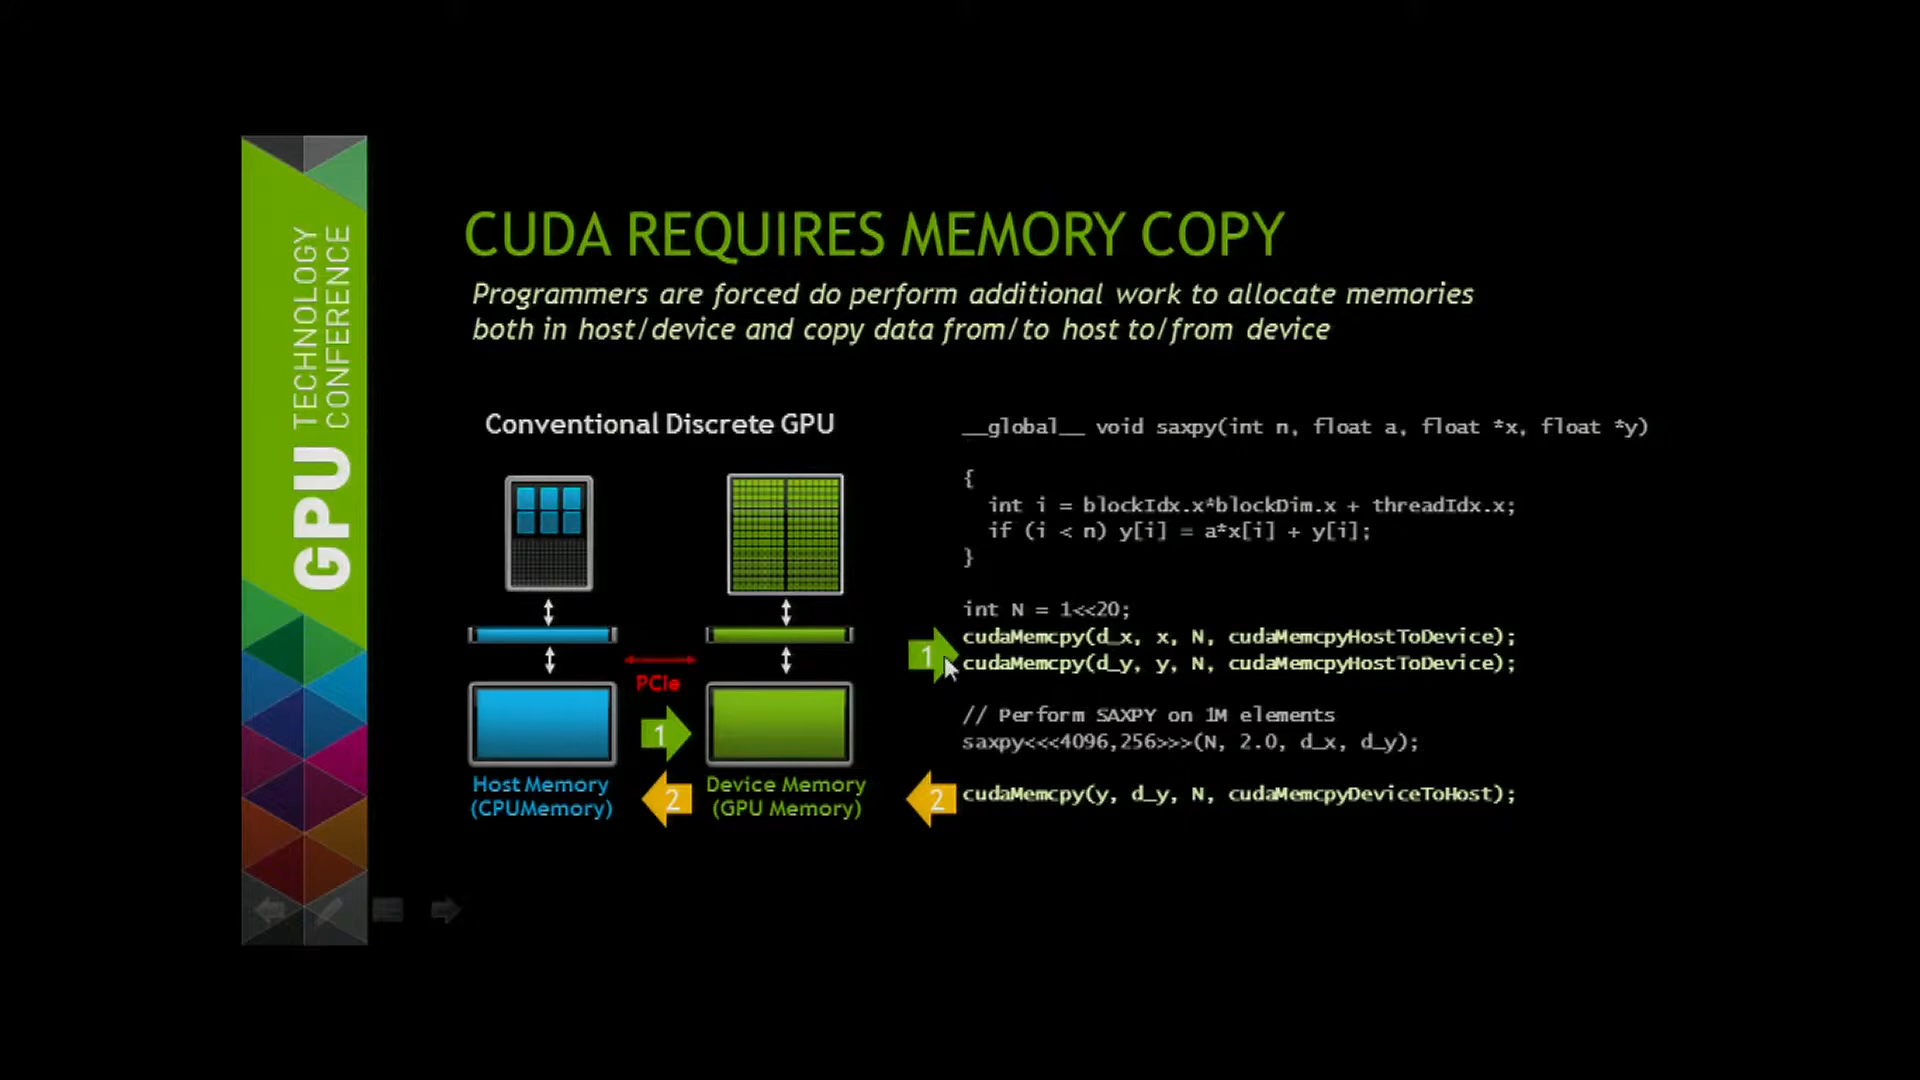 GPU TECHNOLOGY
CONFERENCE
CUDA REQUIRES MEMORY COPY
Programmers are forced do perform additional work to allocate memories
both in host/device and copy data from/to host to/from device
Conventional Discrete GPU
PCIe
1
2
Host Memory
(CPUMemory)
Device Memory
(GPU Memory)
__global__ void saxpy(int n, float a, float *x, float *y)
{
int i = blockIdx.x*blockDim.x + threadIdx.x;
if (i < n) y[i] = a*x[i] + y[i];
}
int N = 1<<20;
1
cudaMemcpy(d_x, x, N, cudaMemcpyHostToDevice);
cudaMemcpy(d_y, y, N, cudaMemcpyHostToDevice);
// Perform SAXPY on 1M elements
saxpy<<<4096,256>>>(N, 2.0, d_x, d_y);
2
cudaMemcpy(y, d_y, N, cudaMemcpyDeviceToHost);